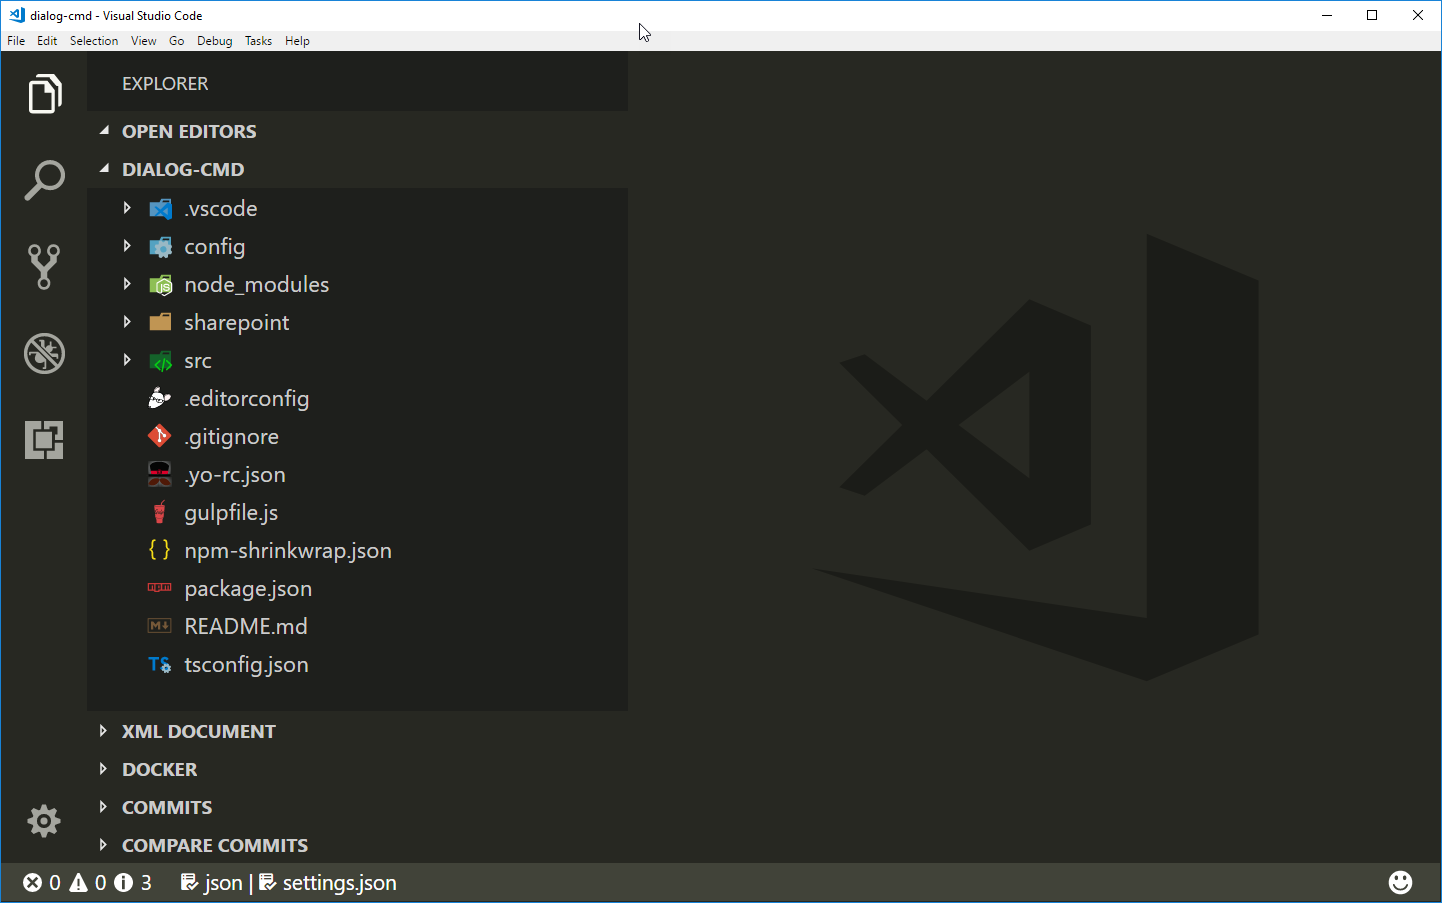 dialog-cmd - Visual Studio Code
File Edit Selection View Go Debug Tasks Help
EXPLORER
OPEN EDITORS
DIALOG-CMD
.vscode
config
node_modules
sharepoint
src
.editorconfig
.gitignore
.yo-rc.json
gulpfile.js
{ } npm-shrinkwrap.json
package.json
M README.md
TS tsconfig.json
XML DOCUMENT
DOCKER
COMMITS
COMPARE COMMITS
0 0 3 json | settings.json